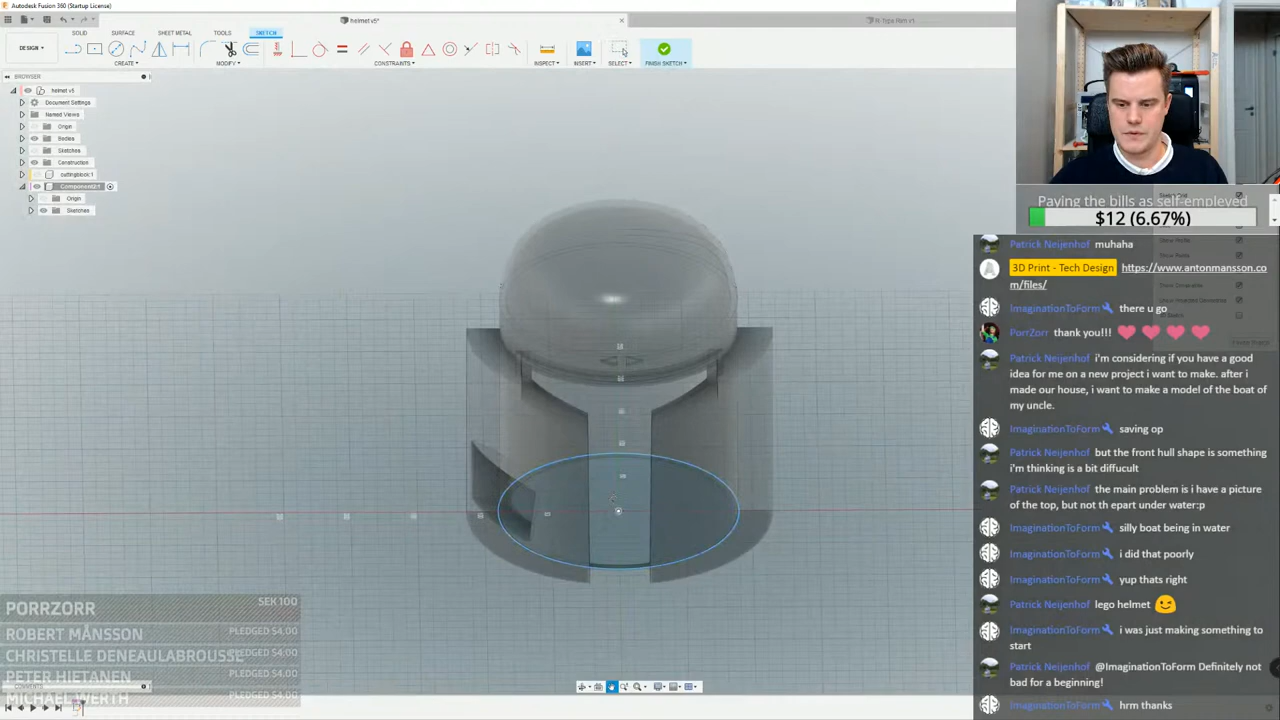 Autodesk Fusion 360 (Startup License)
helmet v5*
SOLID
SURFACE
SHEET METAL
TOOLS
SKETCH
DESIGN
CREATE
MODIFY
CONSTRAINTS
INSPECT
INSERT
SELECT
FINISH SKETCH
BROWSER
helmet v5
Document Settings
Named Views
Origin
Bodies
Sketches
Construction
cuttingblock:1
Component2:1
Origin
Sketches
Paying the bills as self-employed
$12 (6.67%)
Patrick Neijenhof muhaha
3D Print - Tech Design https://www.antonmansson.co
m/files/
ImaginationToForm there u go
PorrZorr thank you!!!
Patrick Neijenhof i'm considering if you have a good
idea for me on a new project i want to make. after i
made our house, i want to make a model of the boat of
my uncle.
ImaginationToForm saving op
Patrick Neijenhof but the front hull shape is something
i'm thinking is a bit diffucult
Patrick Neijenhof the main problem is i have a picture
of the top, but not th epart under water:p
ImaginationToForm silly boat being in water
ImaginationToForm i did that poorly
ImaginationToForm yup thats right
Patrick Neijenhof lego helmet
ImaginationToForm i was just making something to
start
Patrick Neijenhof @ImaginationToForm Definitely not
bad for a beginning!
ImaginationToForm hrm thanks
PORRZORR SEK 100
ROBERT MÅNSSON PLEDGED $4.00
CHRISTELLE DENEAULABROUSSE PLEDGED $4.00
PETER HIETANEN PLEDGED $4.00
MICHAEL WERTH PLEDGED $4.00